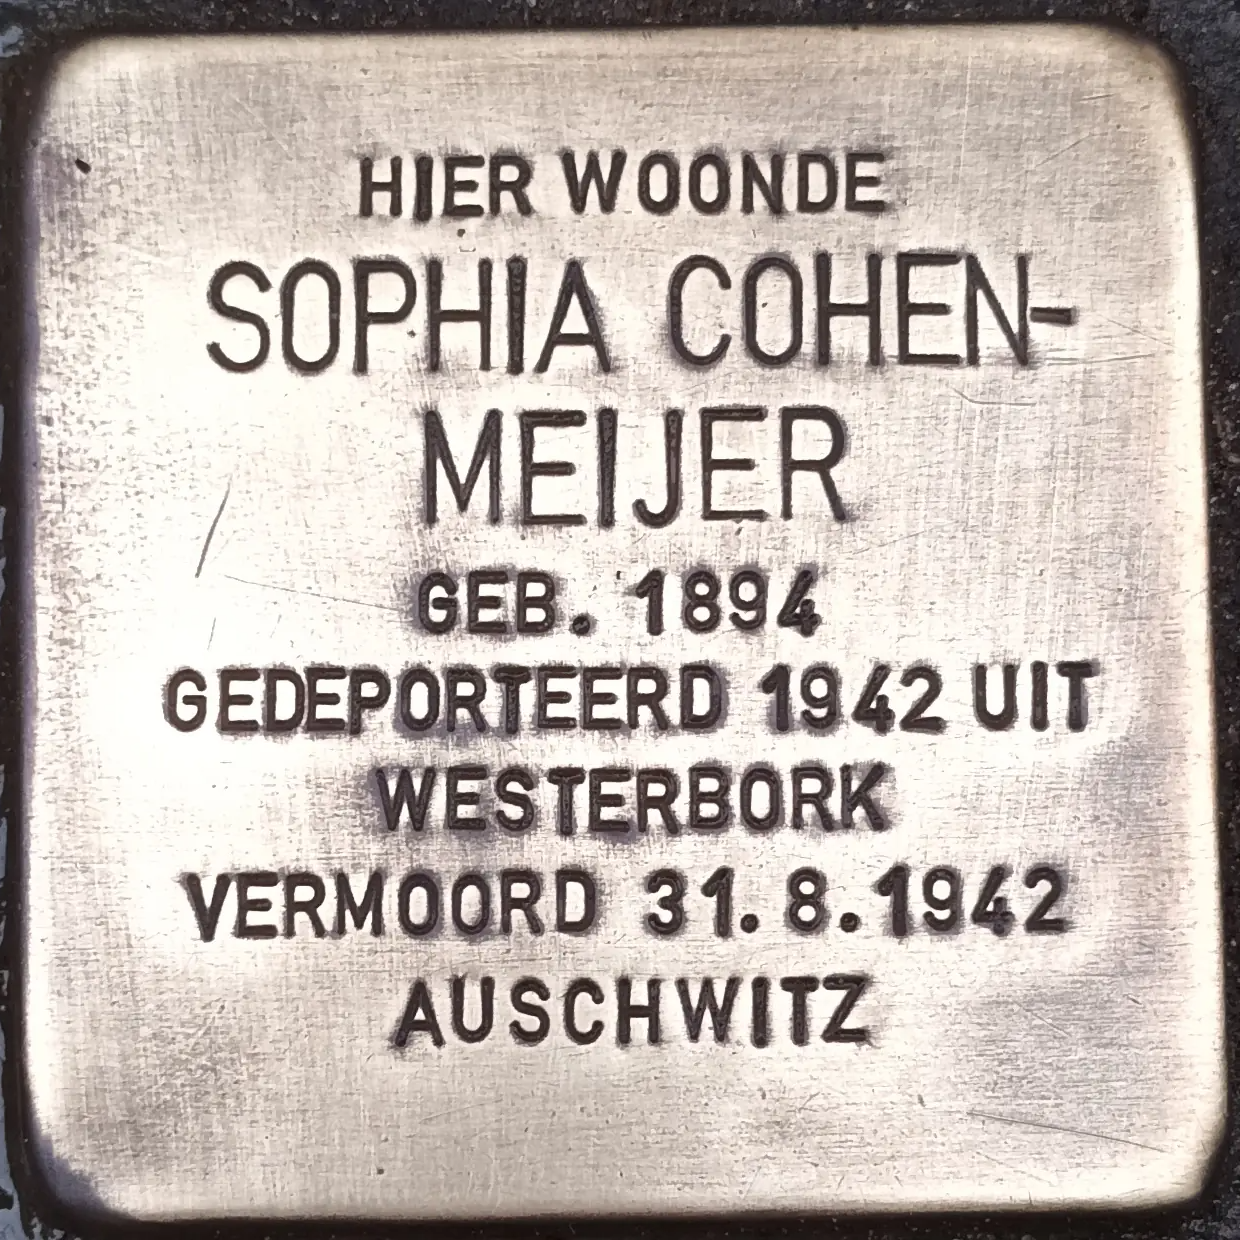 HIER WOONDE
SOPHIA COHEN-
MEIJER
GEB. 1894
GEDEPORTEERD 1942 UIT
WESTERBORK
VERMOORD 31.8.1942
AUSCHWITZ